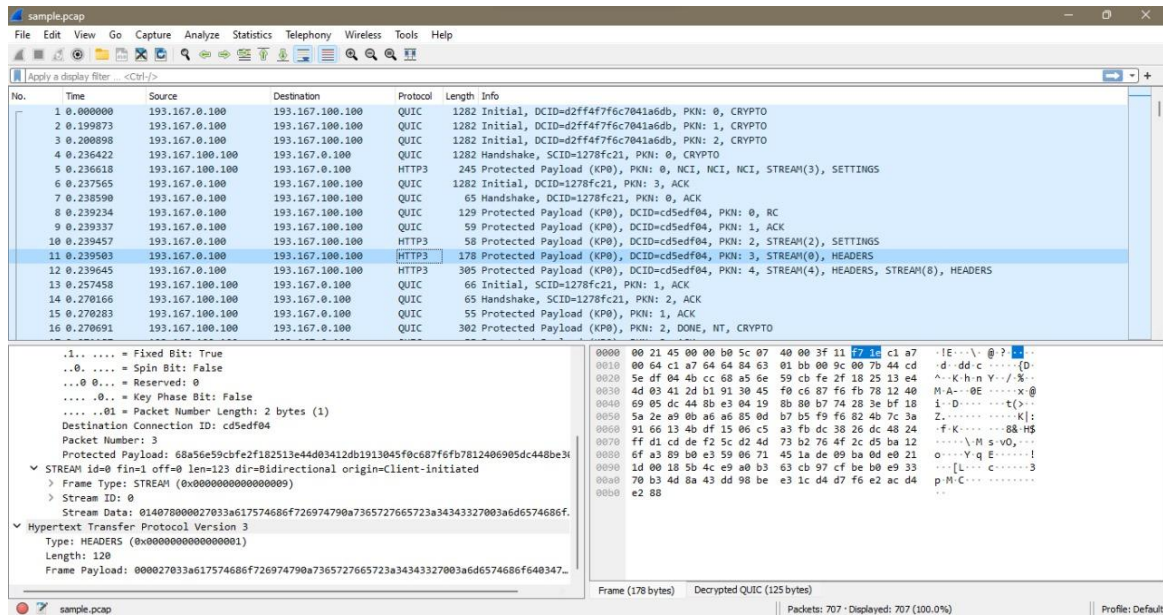 sample.pcap
File Edit View Go Capture Analyze Statistics Telephony Wireless Tools Help
Apply a display filter ... <Ctrl-/>
No. Time Source Destination Protocol Length Info
1 0.000000 193.167.0.100 193.167.100.100 QUIC 1282 Initial, DCID=d2ff4f7f6c7041a6db, PKN: 0, CRYPTO
2 0.199873 193.167.0.100 193.167.100.100 QUIC 1282 Initial, DCID=d2ff4f7f6c7041a6db, PKN: 1, CRYPTO
3 0.200898 193.167.0.100 193.167.100.100 QUIC 1282 Initial, DCID=d2ff4f7f6c7041a6db, PKN: 2, CRYPTO
4 0.236422 193.167.100.100 193.167.0.100 QUIC 1282 Handshake, SCID=1278fc21, PKN: 0, CRYPTO
5 0.236618 193.167.100.100 193.167.0.100 HTTP3 245 Protected Payload (KP0), PKN: 0, NCI, NCI, NCI, STREAM(3), SETTINGS
6 0.237565 193.167.0.100 193.167.100.100 QUIC 1282 Initial, DCID=1278fc21, PKN: 3, ACK
7 0.238590 193.167.0.100 193.167.100.100 QUIC 65 Handshake, DCID=1278fc21, PKN: 0, ACK
8 0.239234 193.167.0.100 193.167.100.100 QUIC 129 Protected Payload (KP0), DCID=cd5edf04, PKN: 0, RC
9 0.239337 193.167.0.100 193.167.100.100 QUIC 59 Protected Payload (KP0), DCID=cd5edf04, PKN: 1, ACK
10 0.239457 193.167.0.100 193.167.100.100 HTTP3 58 Protected Payload (KP0), DCID=cd5edf04, PKN: 2, STREAM(2), SETTINGS
11 0.239503 193.167.0.100 193.167.100.100 HTTP3 178 Protected Payload (KP0), DCID=cd5edf04, PKN: 3, STREAM(0), HEADERS
12 0.239645 193.167.0.100 193.167.100.100 HTTP3 305 Protected Payload (KP0), DCID=cd5edf04, PKN: 4, STREAM(4), HEADERS, STREAM(8), HEADERS
13 0.257458 193.167.100.100 193.167.0.100 QUIC 66 Initial, SCID=1278fc21, PKN: 1, ACK
14 0.270166 193.167.100.100 193.167.0.100 QUIC 65 Handshake, SCID=1278fc21, PKN: 2, ACK
15 0.270283 193.167.100.100 193.167.0.100 QUIC 55 Protected Payload (KP0), PKN: 1, ACK
16 0.270691 193.167.100.100 193.167.0.100 QUIC 302 Protected Payload (KP0), PKN: 2, DONE, NT, CRYPTO
.1.. .... = Fixed Bit: True
..0. .... = Spin Bit: False
...0 0... = Reserved: 0
.... .0.. = Key Phase Bit: False
.... ..01 = Packet Number Length: 2 bytes (1)
Destination Connection ID: cd5edf04
Packet Number: 3
Protected Payload: 68a56e59cbfe2f182513e44d03412db1913045f0c687f6fb7812406905dc448be3
STREAM id=0 fin=1 off=0 len=123 dir=Bidirectional origin=Client-initiated
Frame Type: STREAM (0x0000000000000009)
Stream ID: 0
Stream Data: 014078000027033a617574686f726974790a7365727665723a34343327003a6d6574686f…
Hypertext Transfer Protocol Version 3
Type: HEADERS (0x0000000000000001)
Length: 120
Frame Payload: 000027033a617574686f726974790a7365727665723a34343327003a6d6574686f640347…
0000 00 21 45 00 00 b0 5c 07 40 00 3f 11 f7 1e c1 a7
0010 00 64 c1 a7 64 64 84 63 01 bb 00 9c 00 7b 44 cd
0020 5e df 04 4b cc 68 a5 6e 59 cb fe 2f 18 25 13 e4
0030 4d 03 41 2d b1 91 30 45 f0 c6 87 f6 fb 78 12 40
0040 69 05 dc 44 8b e3 04 19 8b 80 b7 74 28 3e bf 18
0050 5a 2e a9 0b a6 a6 85 0d b7 b5 f9 f6 82 4b 7c 3a
0060 91 66 13 4b df 15 06 c5 a3 fb dc 38 26 dc 48 24
0070 ff d1 cd de f2 5c d2 4d 73 b2 76 4f 2c d5 ba 12
0080 6f a3 89 b0 e3 59 06 71 45 1a de 09 ba 0d e0 21
0090 1d 00 18 5b 4c e9 a0 b3 63 cb 97 cf be b0 e9 33
00a0 70 b3 4d 8a 43 dd 98 be e3 1c d4 d7 f6 e2 ac d4
00b0 e2 88
Frame (178 bytes) Decrypted QUIC (125 bytes)
sample.pcap Packets: 707 · Displayed: 707 (100.0%) Profile: Default